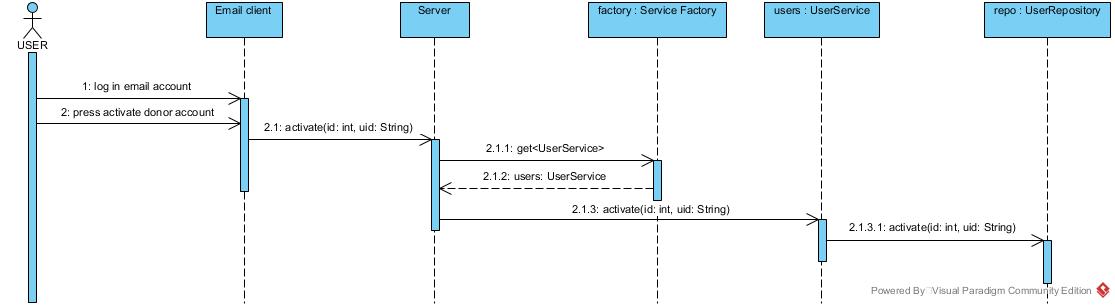 Email client
Server
factory : Service Factory
users : UserService
repo : UserRepository
USER
1: log in email account
2: press activate donor account
2.1: activate(id: int, uid: String)
2.1.1: get<UserService>
2.1.2: users: UserService
2.1.3: activate(id: int, uid: String)
2.1.3.1: activate(id: int, uid: String)
Powered By Visual Paradigm Community Edition